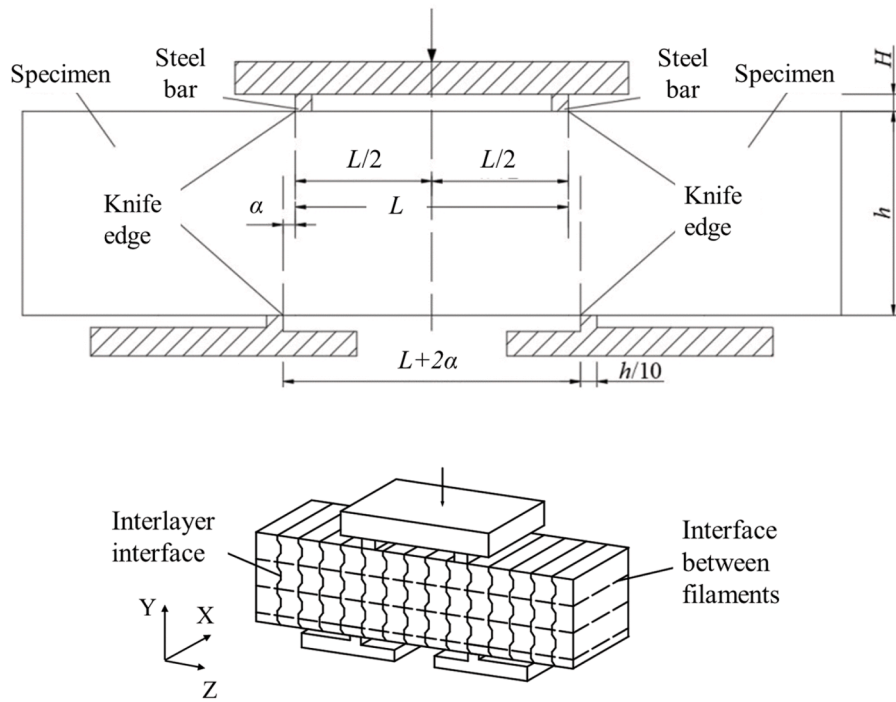 Specimen
Steel
bar
Steel
bar
Specimen
H
L/2
L/2
Knife
edge
α
L
Knife
edge
h
L+2α
h/10
Interlayer
interface
Interface
between
filaments
Y
X
Z